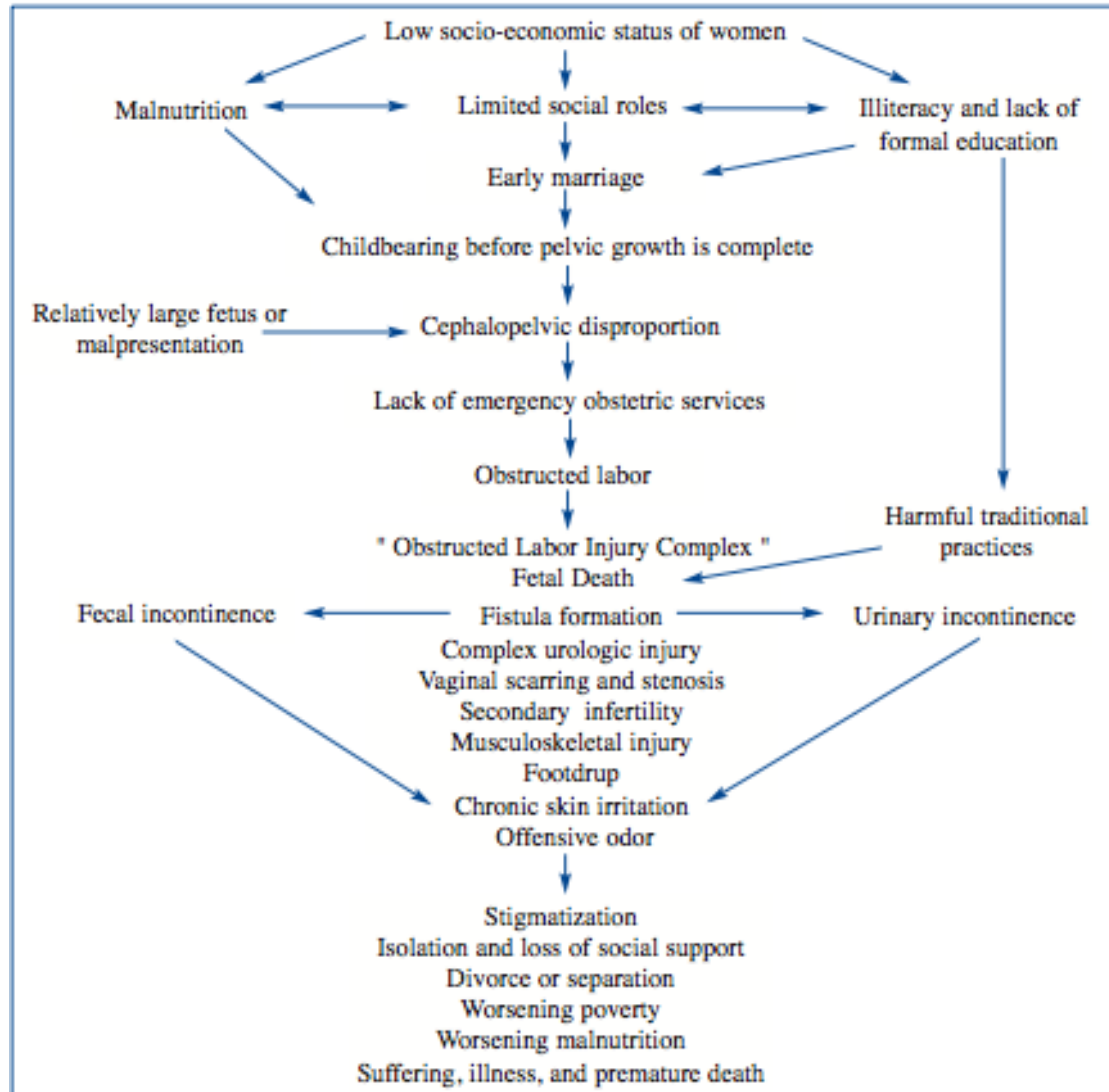 Low socio-economic status of women
Malnutrition
Limited social roles
Illiteracy and lack of
formal education
Early marriage
Childbearing before pelvic growth is complete
Relatively large fetus or
malpresentation
Cephalopelvic disproportion
Lack of emergency obstetric services
Obstructed labor
Harmful traditional
practices
" Obstructed Labor Injury Complex "
Fetal Death
Fecal incontinence
Fistula formation
Urinary incontinence
Complex urologic injury
Vaginal scarring and stenosis
Secondary infertility
Musculoskeletal injury
Footdrup
Chronic skin irritation
Offensive odor
Stigmatization
Isolation and loss of social support
Divorce or separation
Worsening poverty
Worsening malnutrition
Suffering, illness, and premature death